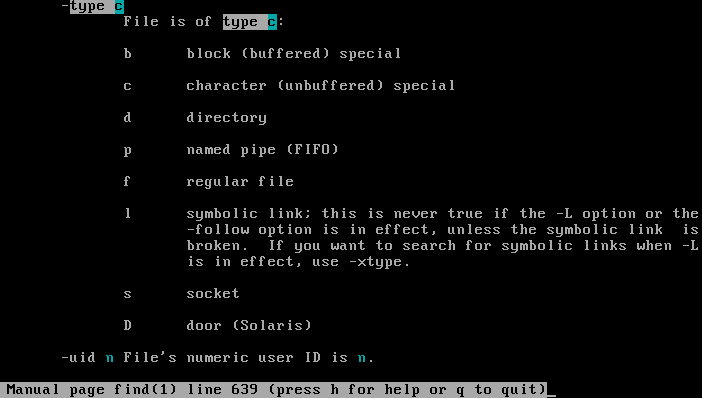 -type c
File is of type c:
b block (buffered) special
c character (unbuffered) special
d directory
p named pipe (FIFO)
f regular file
l symbolic link; this is never true if the -L option or the
-follow option is in effect, unless the symbolic link is
broken. If you want to search for symbolic links when -L
is in effect, use -xtype.
s socket
D door (Solaris)
-uid n File's numeric user ID is n.
Manual page find(1) line 639 (press h for help or q to quit)